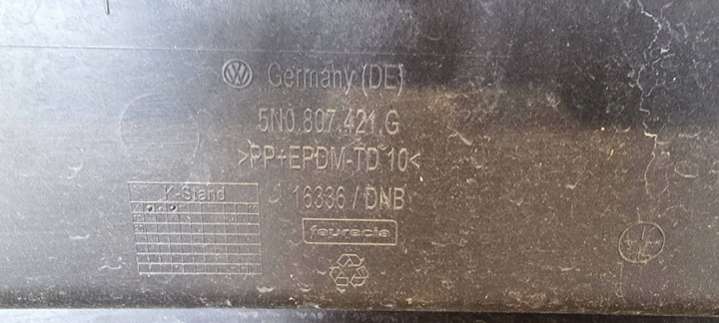 Germany (DE)
5N0.807.421.G
>PP+EPDM-TD 10<
K-Stand
16336 / DNB
faurecia